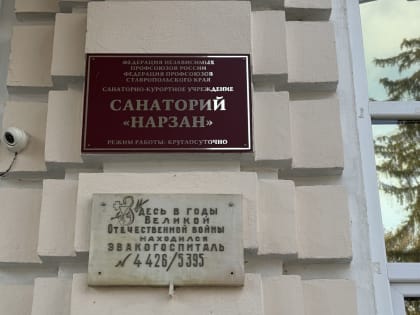 ФЕДЕРАЦИЯ НЕЗАВИСИМЫХ
ПРОФСОЮЗОВ РОССИИ
ФЕДЕРАЦИЯ ПРОФСОЮЗОВ
СТАВРОПОЛЬСКОГО КРАЯ
САНАТОРНО-КУРОРТНОЕ УЧРЕЖДЕНИЕ
САНАТОРИЙ
«НАРЗАН»
РЕЖИМ РАБОТЫ: КРУГЛОСУТОЧНО
ЗДЕСЬ В ГОДЫ
ВЕЛИКОЙ
ОТЕЧЕСТВЕННОЙ ВОЙНЫ
НАХОДИЛСЯ
ЭВАКОГОСПИТАЛЬ
N 4426/5395